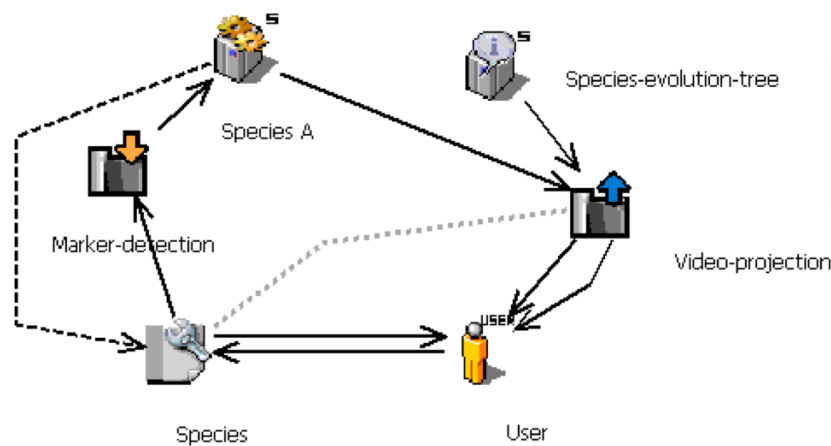 S
S
Species-evolution-tree
Species A
Marker-detection
Video-projection
USER
Species
User